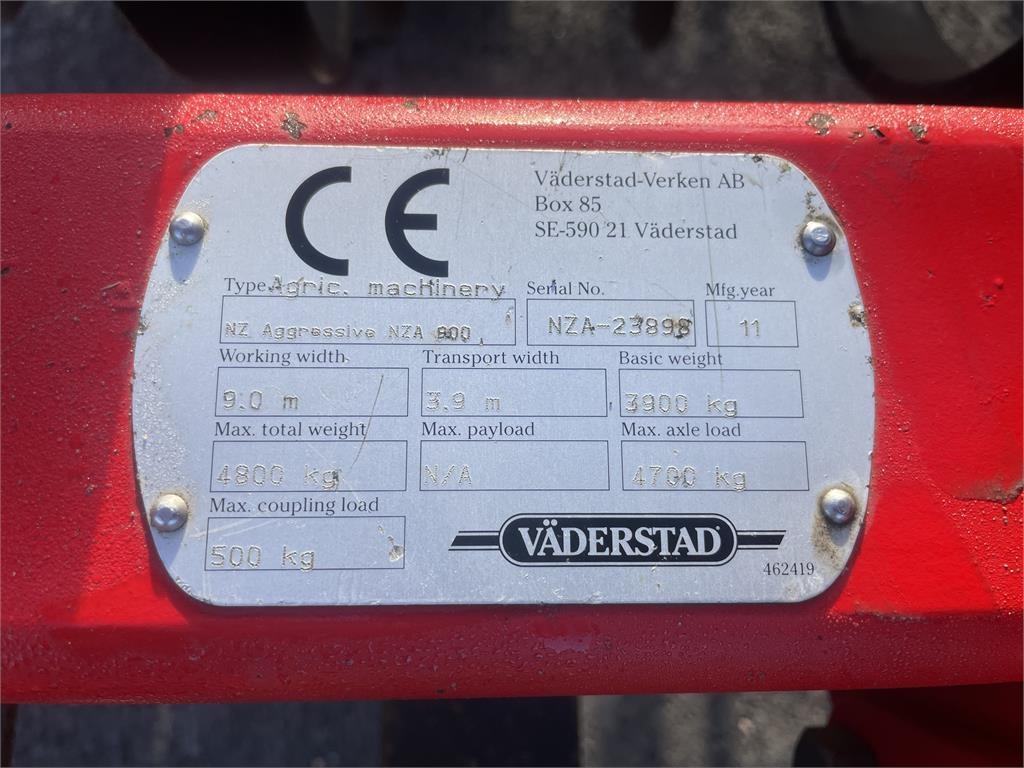 CE
Väderstad-Verken AB
Box 85
SE-590 21 Väderstad
Type Agric. machinery Serial No. Mfg.year
NZ Aggressive NZA 900 NZA-23898 11
Working width Transport width Basic weight
9.0 m 3.9 m 3900 kg
Max. total weight Max. payload Max. axle load
4800 kg N/A 4700 kg
Max. coupling load
500 kg
VÄDERSTAD
462419